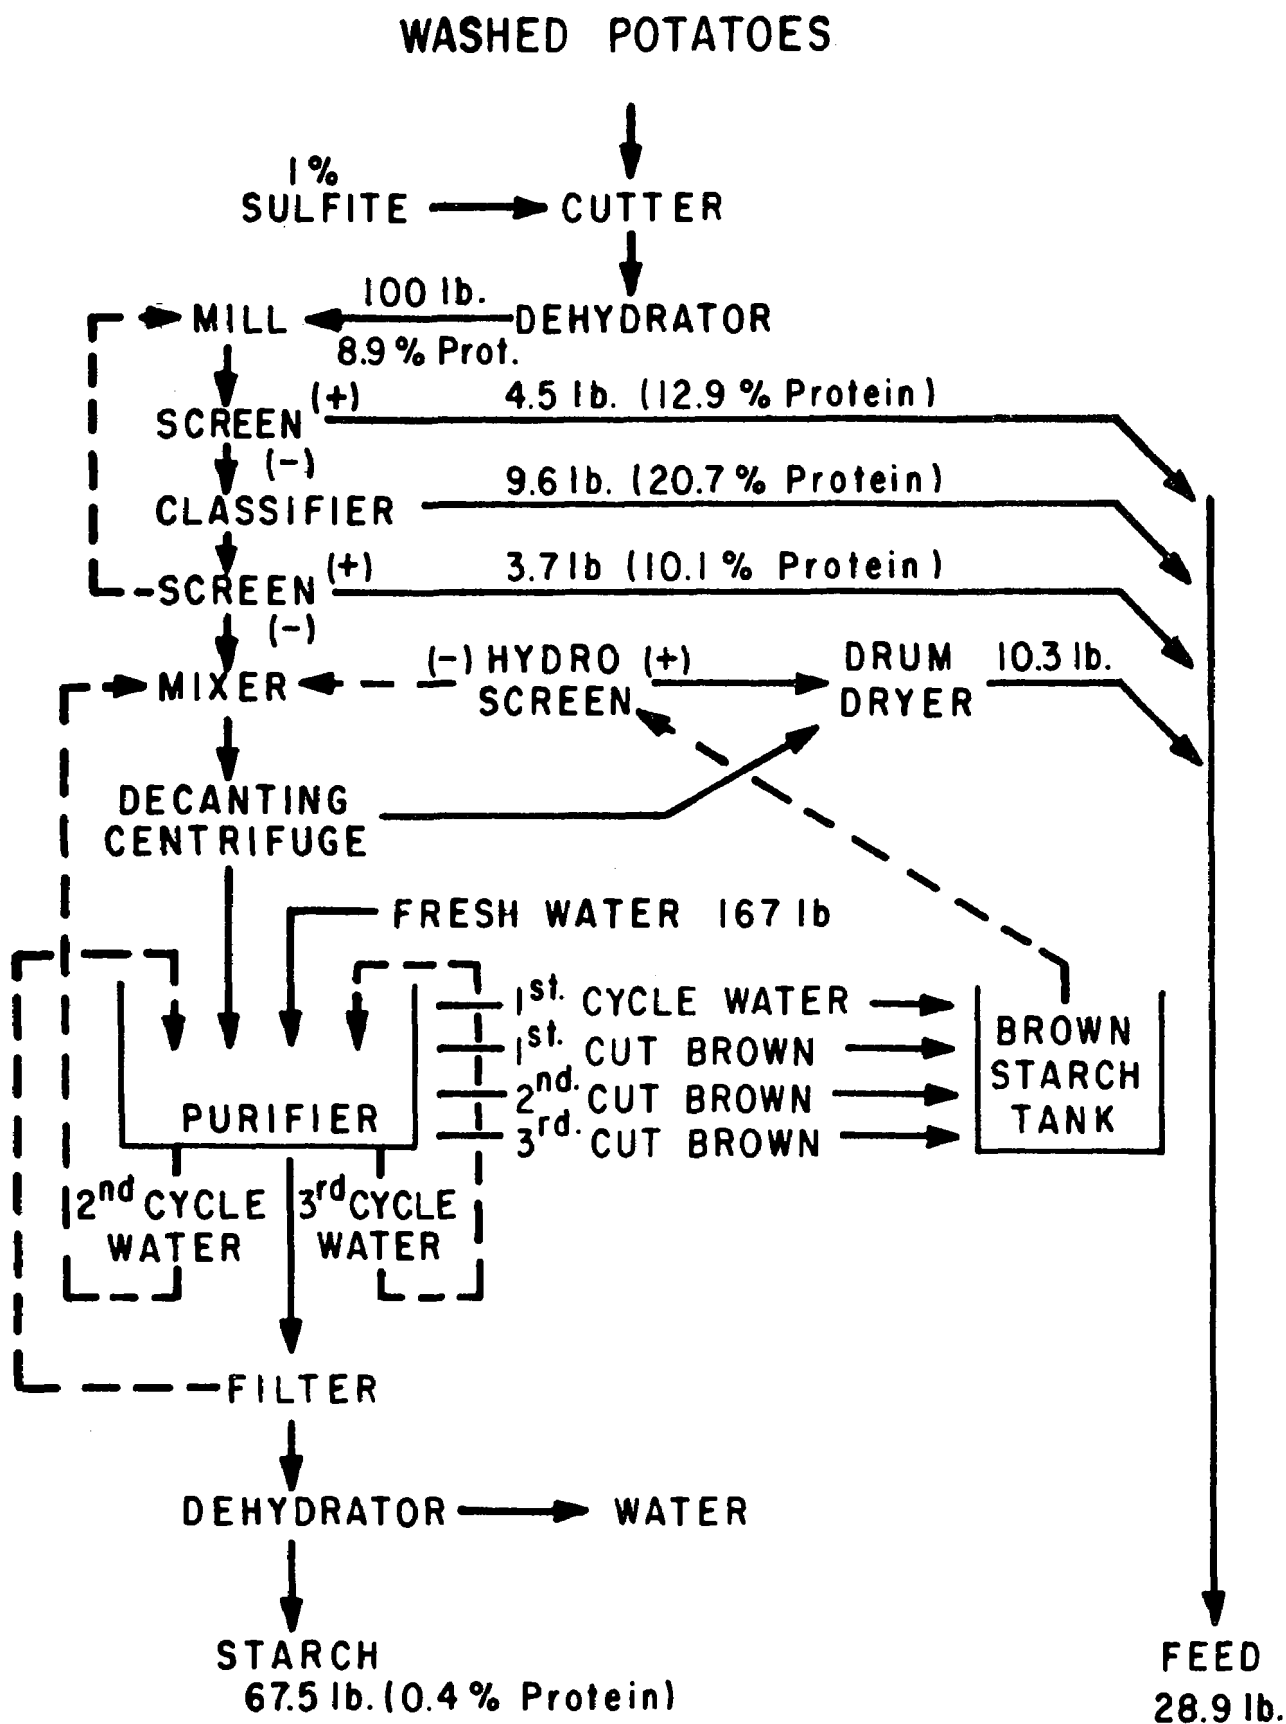 WASHED POTATOES
1%
SULFITE
CUTTER
100 lb.
MILL
DEHYDRATOR
8.9 % Prot.
(+)
4.5 lb. (12.9 % Protein)
SCREEN
(-)
9.6 lb. (20.7 % Protein)
CLASSIFIER
(+)
3.7 lb (10.1 % Protein)
SCREEN
(-)
(-) HYDRO (+)
SCREEN
DRUM
DRYER
10.3 lb.
MIXER
DECANTING
CENTRIFUGE
FRESH WATER 167 lb
1st. CYCLE WATER
1st. CUT BROWN
2nd. CUT BROWN
3rd. CUT BROWN
BROWN
STARCH
TANK
PURIFIER
2nd CYCLE
WATER
3rd CYCLE
WATER
FILTER
DEHYDRATOR
WATER
STARCH
67.5 lb. (0.4 % Protein)
FEED
28.9 lb.